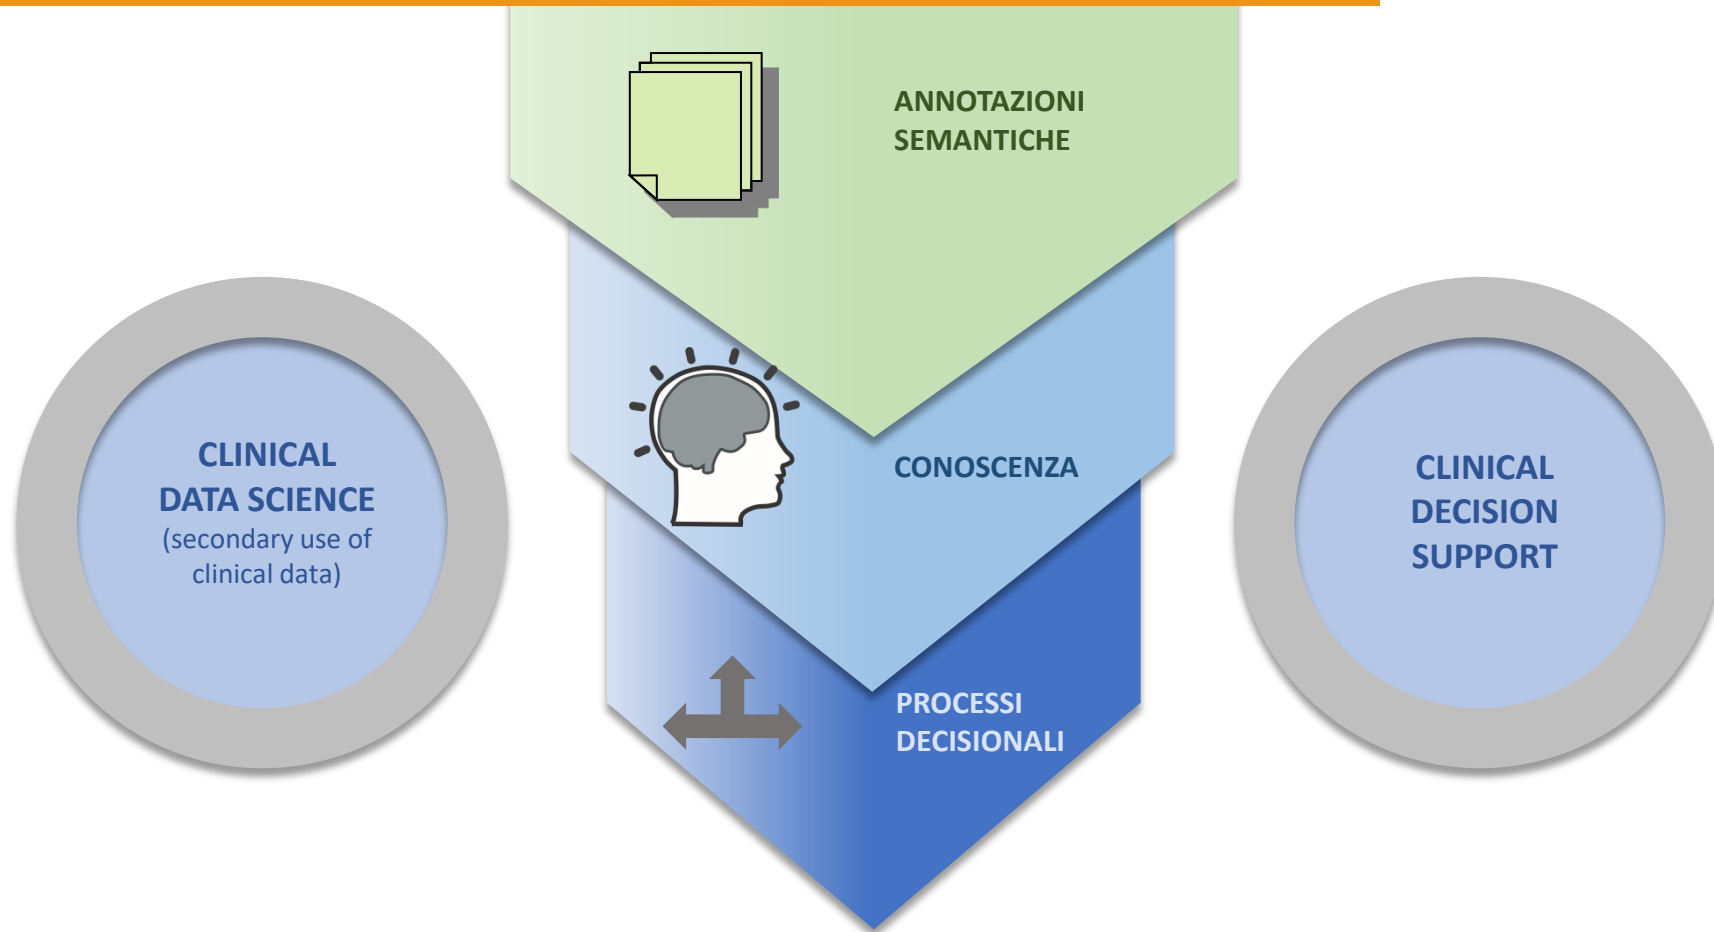 ANNOTAZIONI
SEMANTICHE
CLINICAL
DATA SCIENCE
(secondary use of
clinical data)
CONOSCENZA
CLINICAL
DECISION
SUPPORT
PROCESSI
DECISIONALI